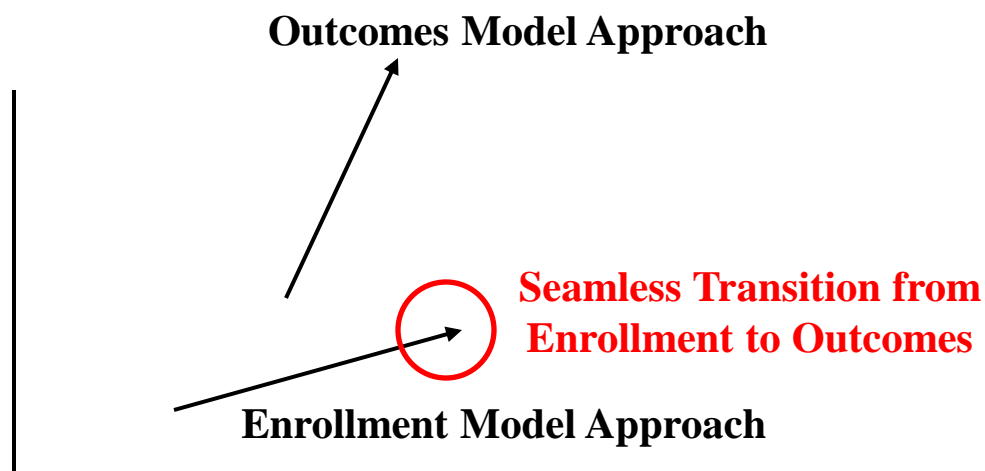 Outcomes Model Approach
Seamless Transition from
Enrollment to Outcomes
Enrollment Model Approach